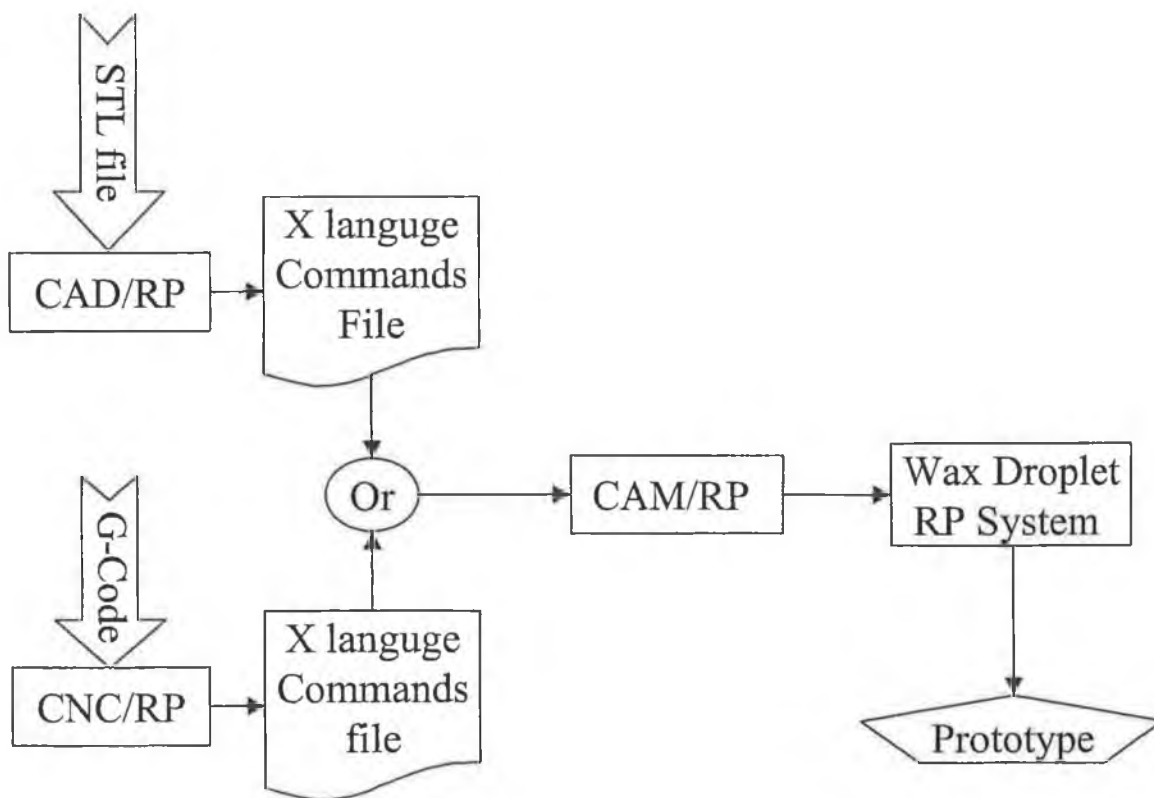 STL file
CAD/RP
X languge
Commands
File
Or
CAM/RP
Wax Droplet
RP System
G-Code
CNC/RP
X languge
Commands
file
Prototype